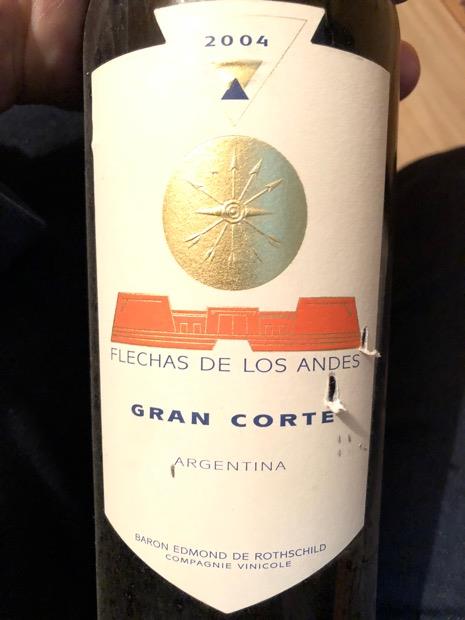 2004
FLECHAS DE LOS ANDES
GRAN CORTE
ARGENTINA
BARON EDMOND DE ROTHSCHILD
COMPAGNIE VINICOLE